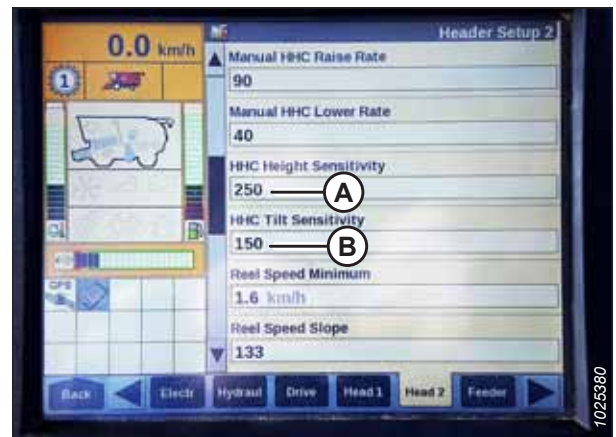 0.0 km/h
Header Setup 2
1
Manual HHC Raise Rate
90
Manual HHC Lower Rate
40
HHC Height Sensitivity
250
A
HHC Tilt Sensitivity
150
B
GPS
Reel Speed Minimum
1.6 km/h
Reel Speed Slope
133
Back
Electr
Hydraul
Drive
Head 1
Head 2
Feeder
1025380